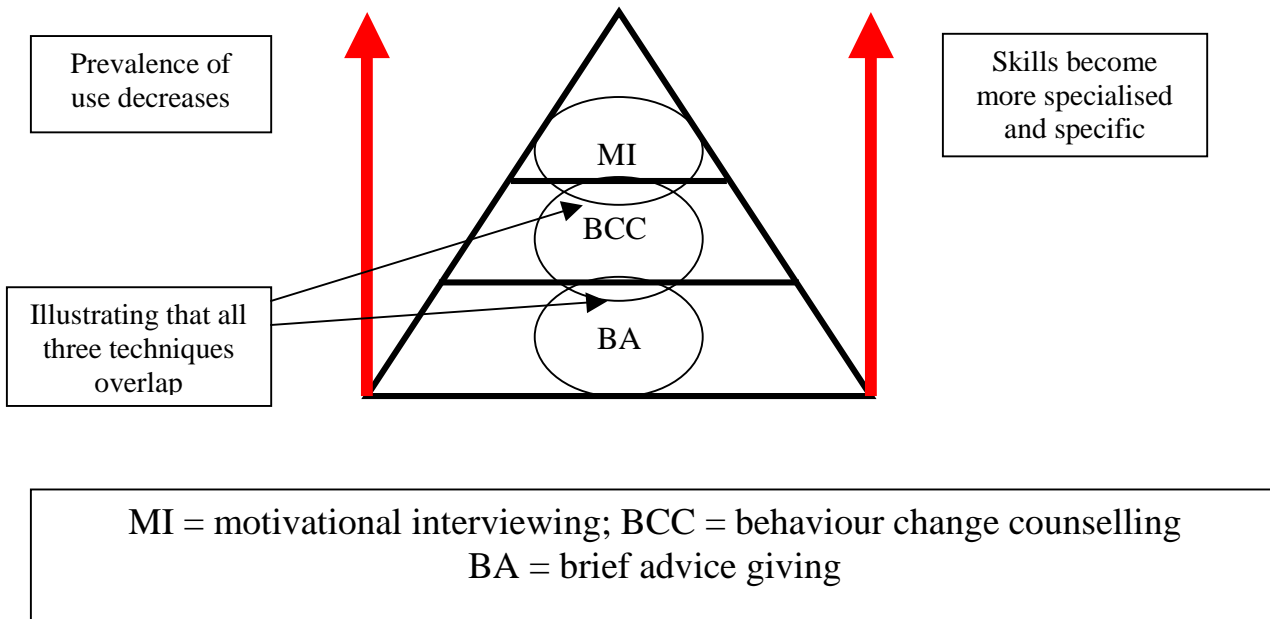 Prevalence of
use decreases
Skills become
more specialised
and specific
MI
BCC
BA
Illustrating that all
three techniques
overlap
MI = motivational interviewing; BCC = behaviour change counselling
BA = brief advice giving